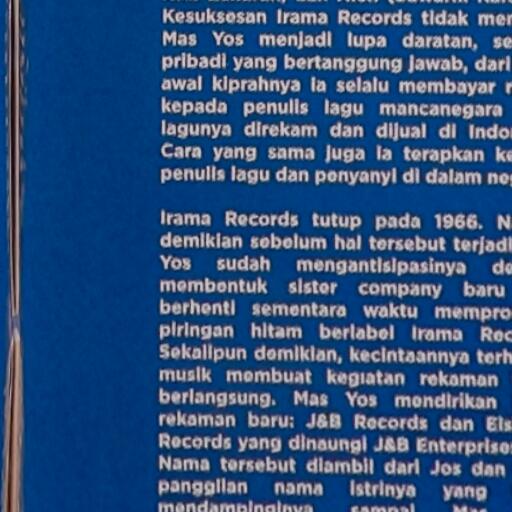 Kesuksesan Irama Records tidak mer
Mas Yos menjadi lupa daratan, se
pribadi yang bertanggung jawab, dari
awal kiprahnya ia selalu membayar r
kepada penulis lagu mancanegara
lagunya direkam dan dijual di Indo
Cara yang sama juga ia terapkan ke
penulis lagu dan penyanyi di dalam neg
Irama Records tutup pada 1966. N
demikian sebelum hal tersebut terjadi
Yos sudah mengantisipasinya de
membentuk sister company baru
berhenti sementara waktu mempro
piringan hitam berlabel Irama Rec
Sekalipun demikian, kecintaannya terh
musik membuat kegiatan rekaman
berlangsung. Mas Yos mendirikan
rekaman baru: J&B Records dan Els
Records yang dinaungi J&B Enterprise
Nama tersebut diambil dari Jos dan
panggilan nama istrinya yang
mendampinginya sampai Mas